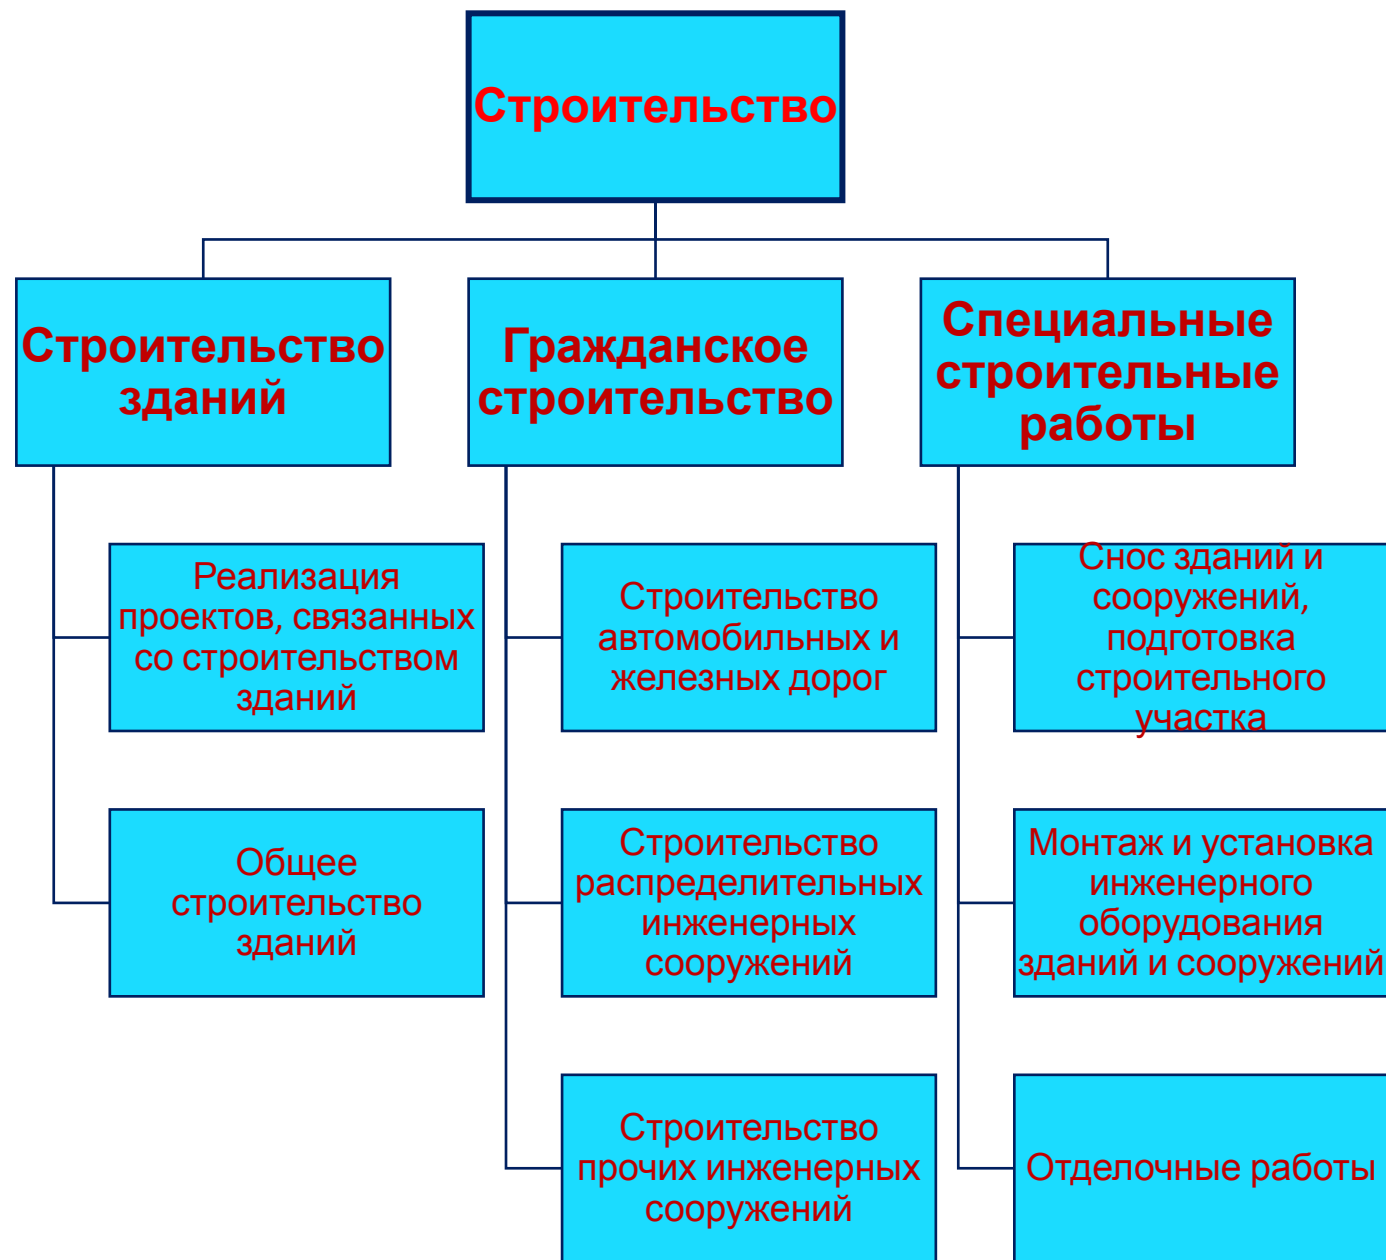 Строительство
Строительство
зданий
Гражданское
строительство
Специальные
строительные
работы
Реализация
проектов, связанных
со строительством
зданий
Общее
строительство
зданий
Строительство
автомобильных и
железных дорог
Строительство
распределительных
инженерных
сооружений
Строительство
прочих инженерных
сооружений
Снос зданий и
сооружений,
подготовка
строительного
участка
Монтаж и установка
инженерного
оборудования
зданий и сооружений
Отделочные работы